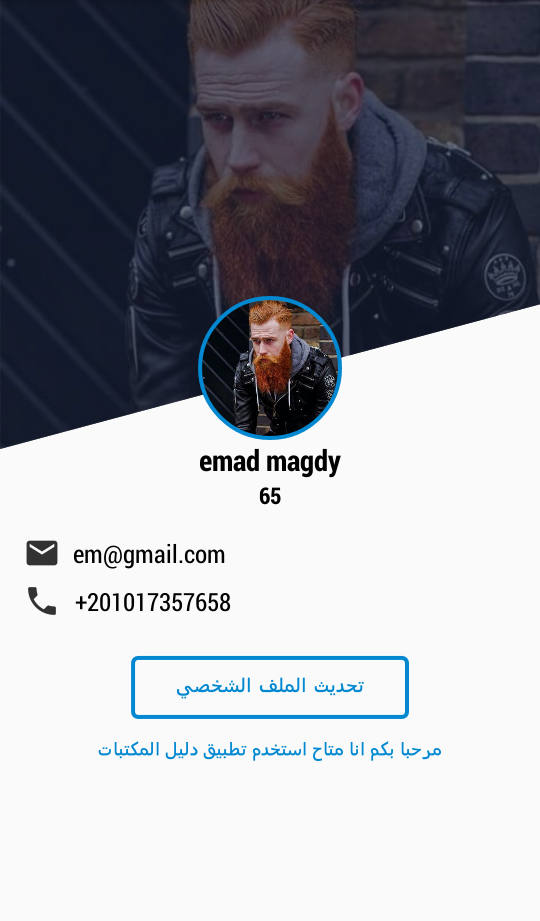 emad magdy
65
em@gmail.com
+201017357658
تحديث الملف الشخصي
مرحبا بكم انا متاح استخدم تطبيق دليل المكتبات